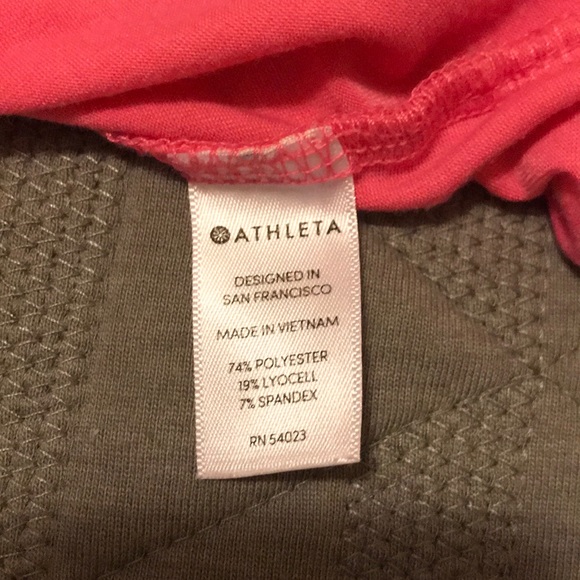 ATHLETA
DESIGNED IN
SAN FRANCISCO
MADE IN VIETNAM
74% POLYESTER
19% LYOCELL
7% SPANDEX
RN 54023